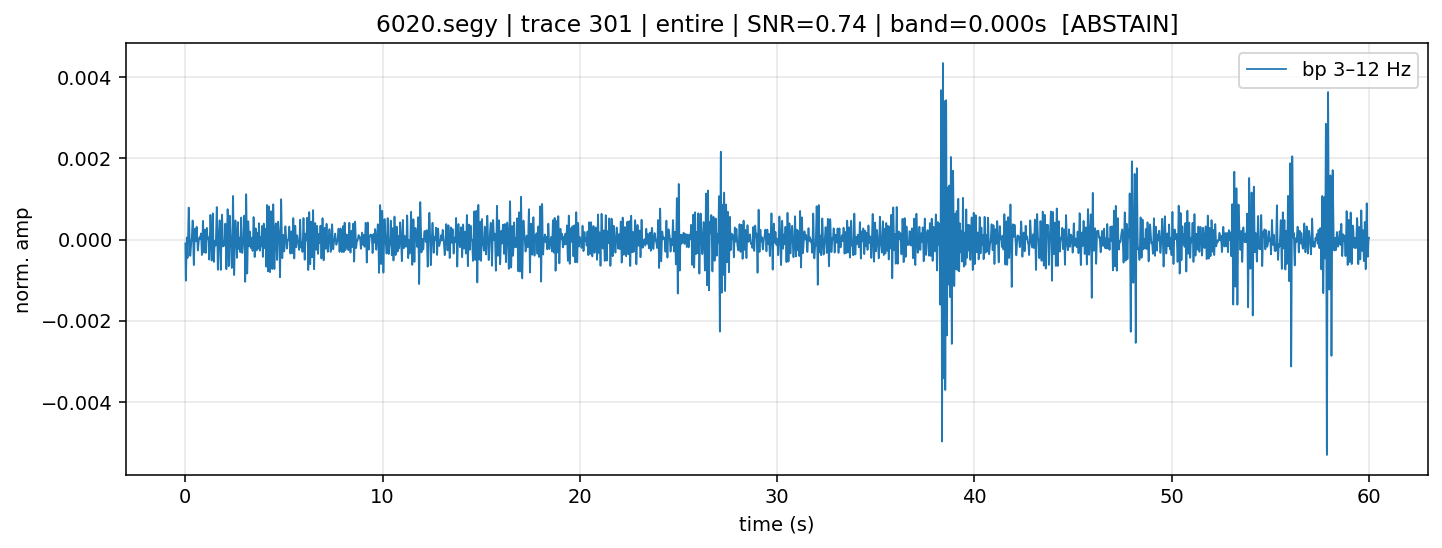 6020.segy | trace 301 | entire | SNR=0.74 | band=0.000s  [ABSTAIN]
bp 3–12 Hz
norm. amp
0.004
0.002
0.000
−0.002
−0.004
0 10 20 30 40 50 60
time (s)